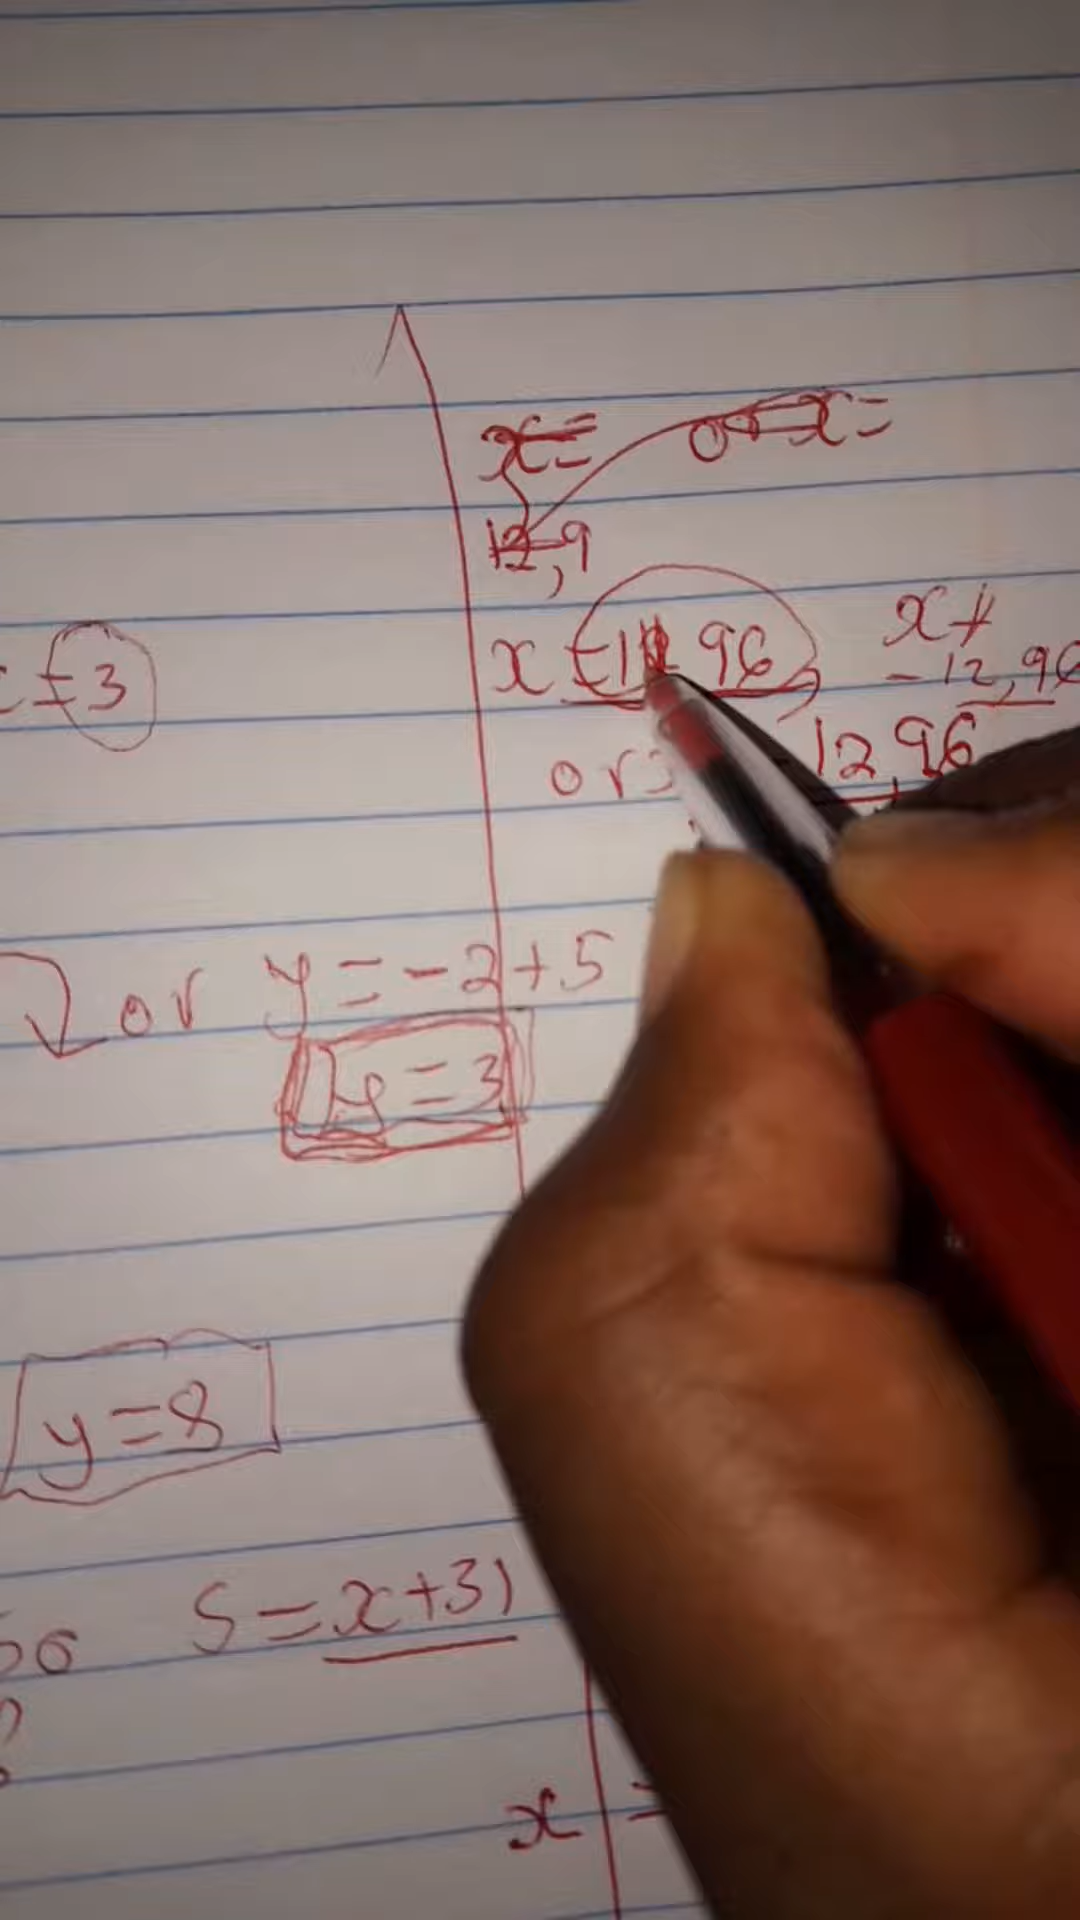 x= or x=
12,9
x = 12,96
x ≠
- 12,96
or = 12,96
= 3
or y = -2+5
y = 3
y = 8
S = x+31
x =